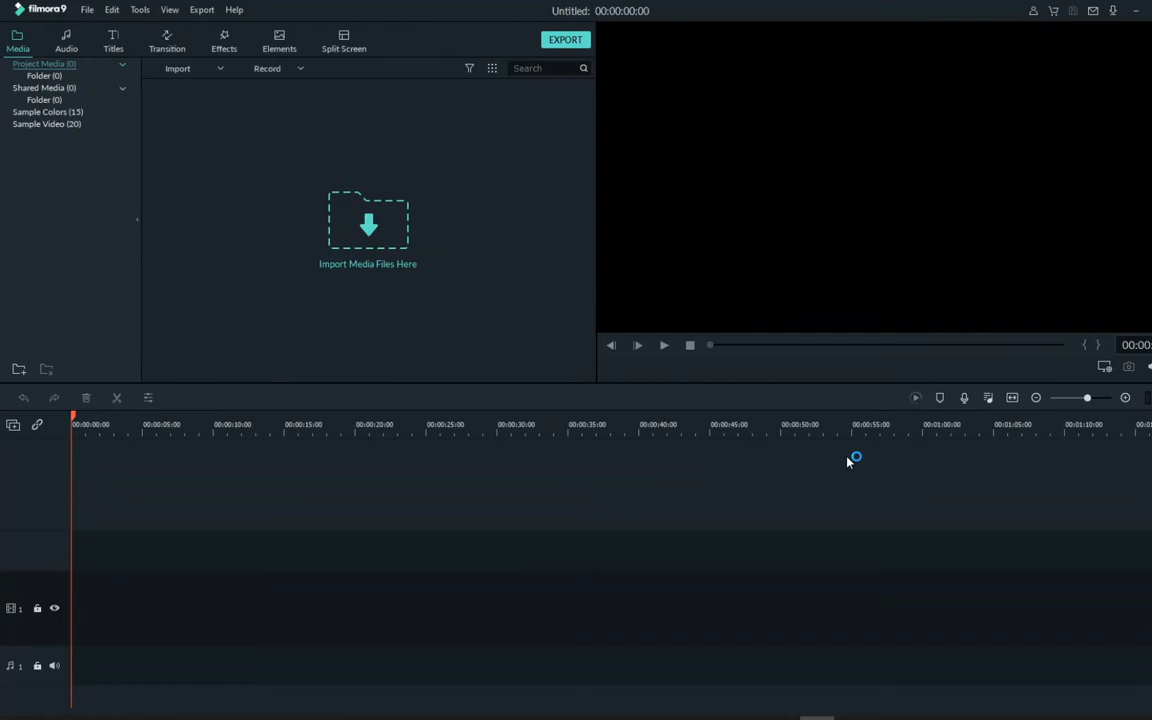 filmora9 File Edit Tools View Export Help Untitled: 00:00:00:00
Media Audio Titles Transition Effects Elements Split Screen EXPORT
Project Media (0)
Folder (0)
Shared Media (0)
Folder (0)
Sample Colors (15)
Sample Video (20)
Import Record Search
Import Media Files Here
00:00:
00:00:00:00 00:00:05:00 00:00:10:00 00:00:15:00 00:00:20:00 00:00:25:00 00:00:30:00 00:00:35:00 00:00:40:00 00:00:45:00 00:00:50:00 00:00:55:00 00:01:00:00 00:01:05:00 00:01:10:00 00:01
1
1